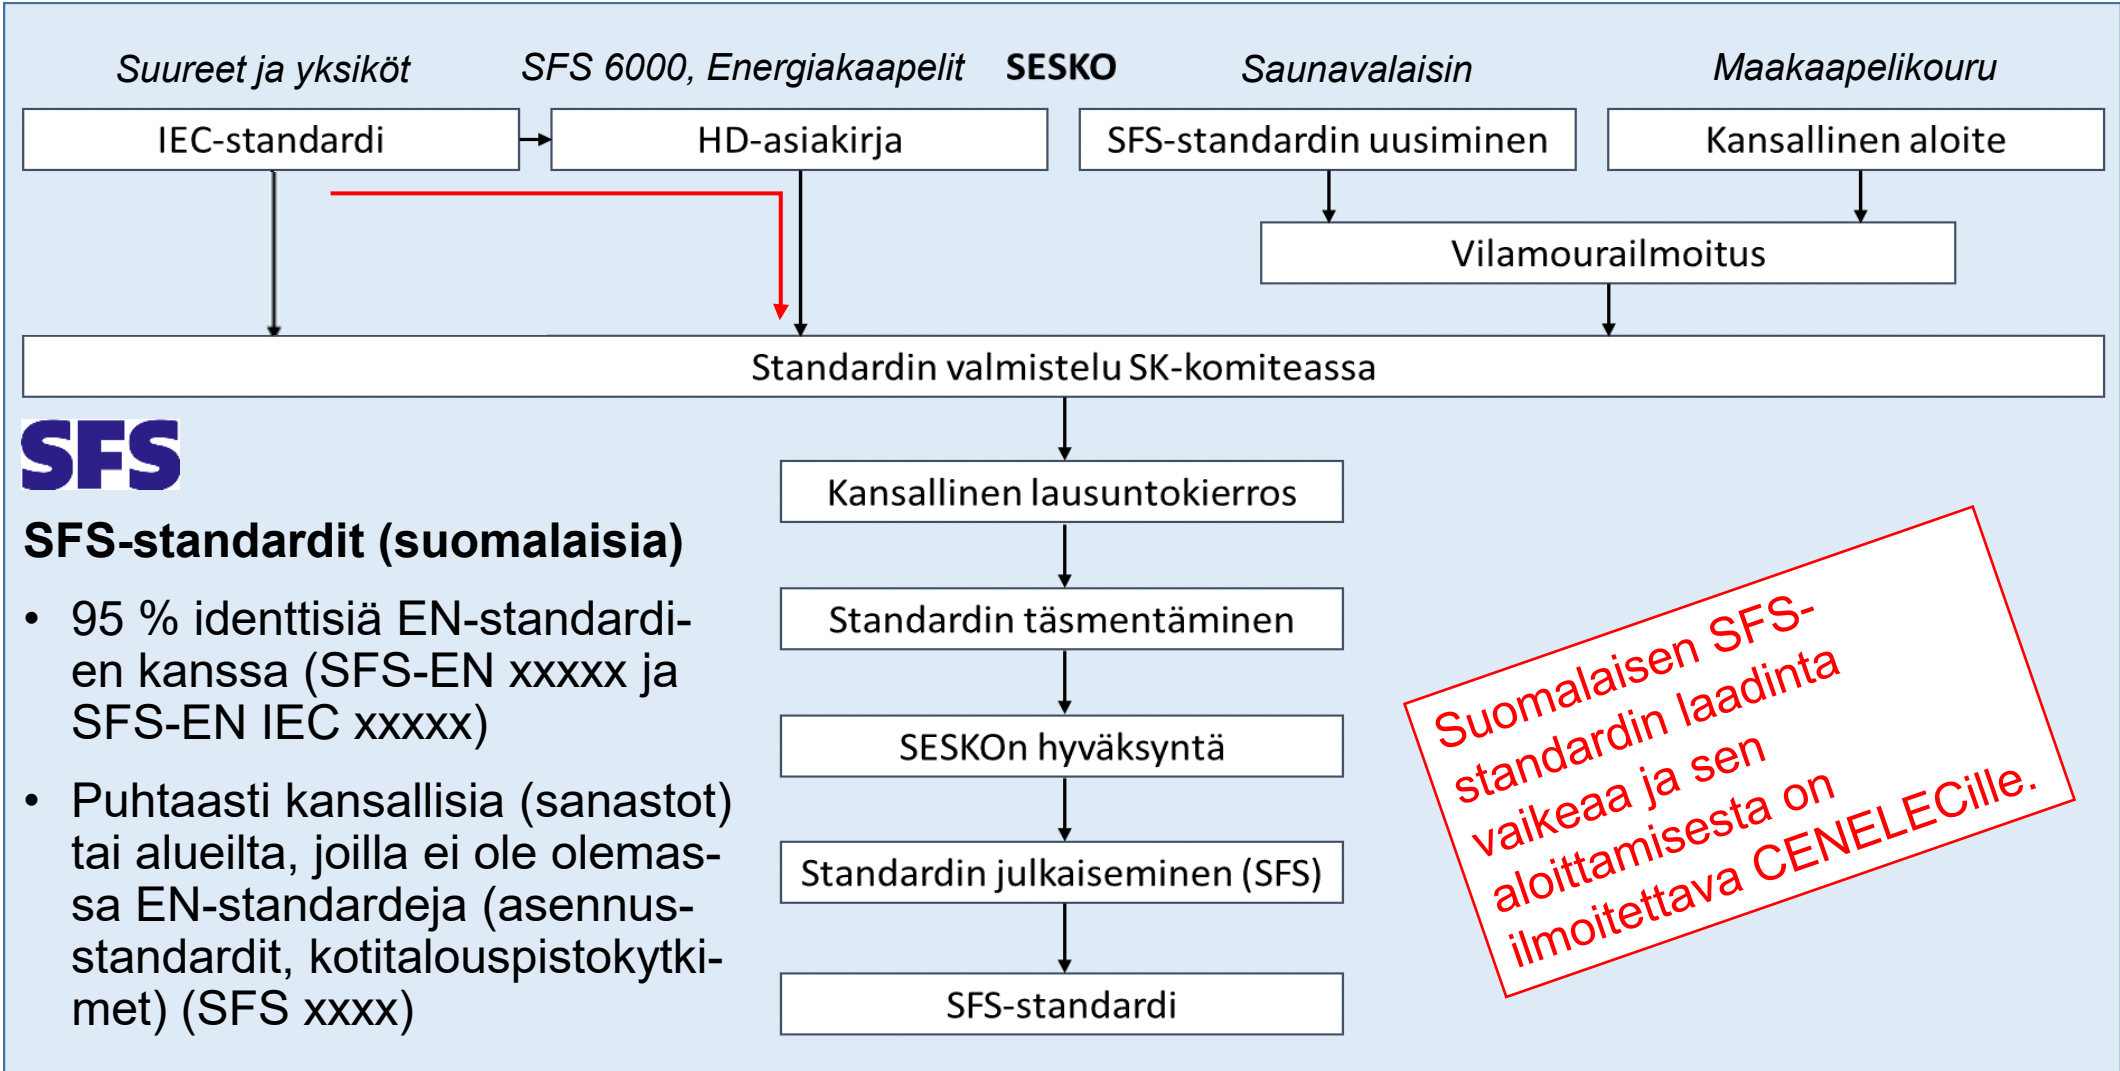 Suureet ja yksiköt
SFS 6000, Energiakaapelit
SESKO
Saunavalaisin
Maakaapelikouru
IEC-standardi
HD-asiakirja
SFS-standardin uusiminen
Kansallinen aloite
Vilamourailmoitus
Standardin valmistelu SK-komiteassa
SFS
SFS-standardit (suomalaisia)
• 95 % identtisiä EN-standardi-
en kanssa (SFS-EN xxxxx ja
SFS-EN IEC xxxxx)
• Puhtaasti kansallisia (sanastot)
tai alueilta, joilla ei ole olemas-
sa EN-standardeja (asennus-
standardit, kotitalouspistokytki-
met) (SFS xxxx)
Kansallinen lausuntokierros
Standardin täsmentäminen
SESKOn hyväksyntä
Standardin julkaiseminen (SFS)
SFS-standardi
Suomalaisen SFS-
standardin laadinta
vaikeaa ja sen
aloittamisesta on
ilmoitettava CENELECille.